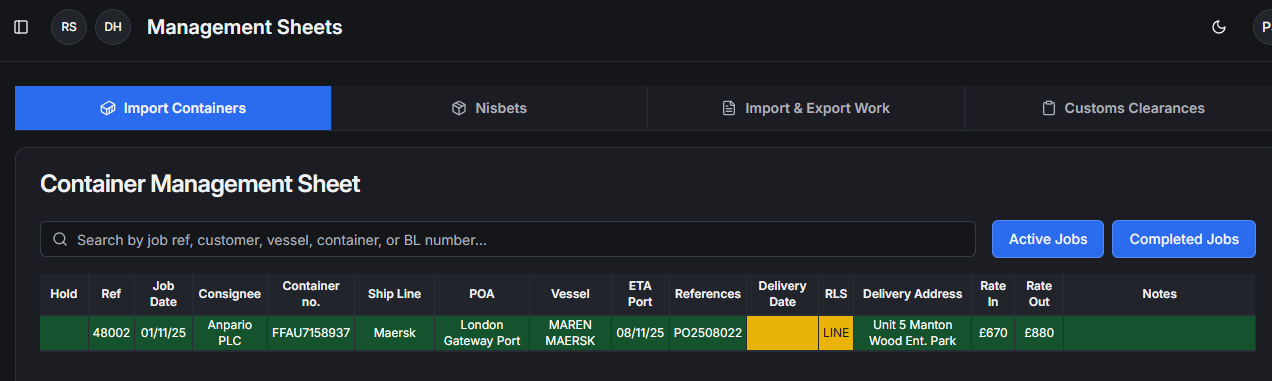 RS DH Management Sheets
Import Containers Nisbets Import & Export Work Customs Clearances
Container Management Sheet
Search by job ref, customer, vessel, container, or BL number... Active Jobs Completed Jobs
Hold Ref Job Date Consignee Container no. Ship Line POA Vessel ETA Port References Delivery Date RLS Delivery Address Rate In Rate Out Notes
48002 01/11/25 Anpario PLC FFAU7158937 Maersk London Gateway Port MAREN MAERSK 08/11/25 PO2508022 LINE Unit 5 Manton Wood Ent. Park £670 £880